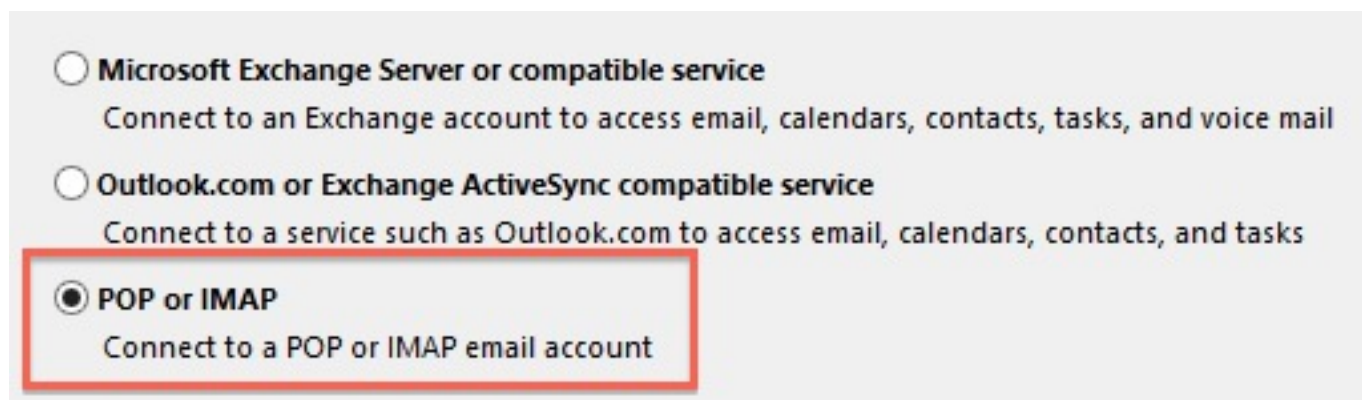 Microsoft Exchange Server or compatible service
Connect to an Exchange account to access email, calendars, contacts, tasks, and voice mail
Outlook.com or Exchange ActiveSync compatible service
Connect to a service such as Outlook.com to access email, calendars, contacts, and tasks
POP or IMAP
Connect to a POP or IMAP email account